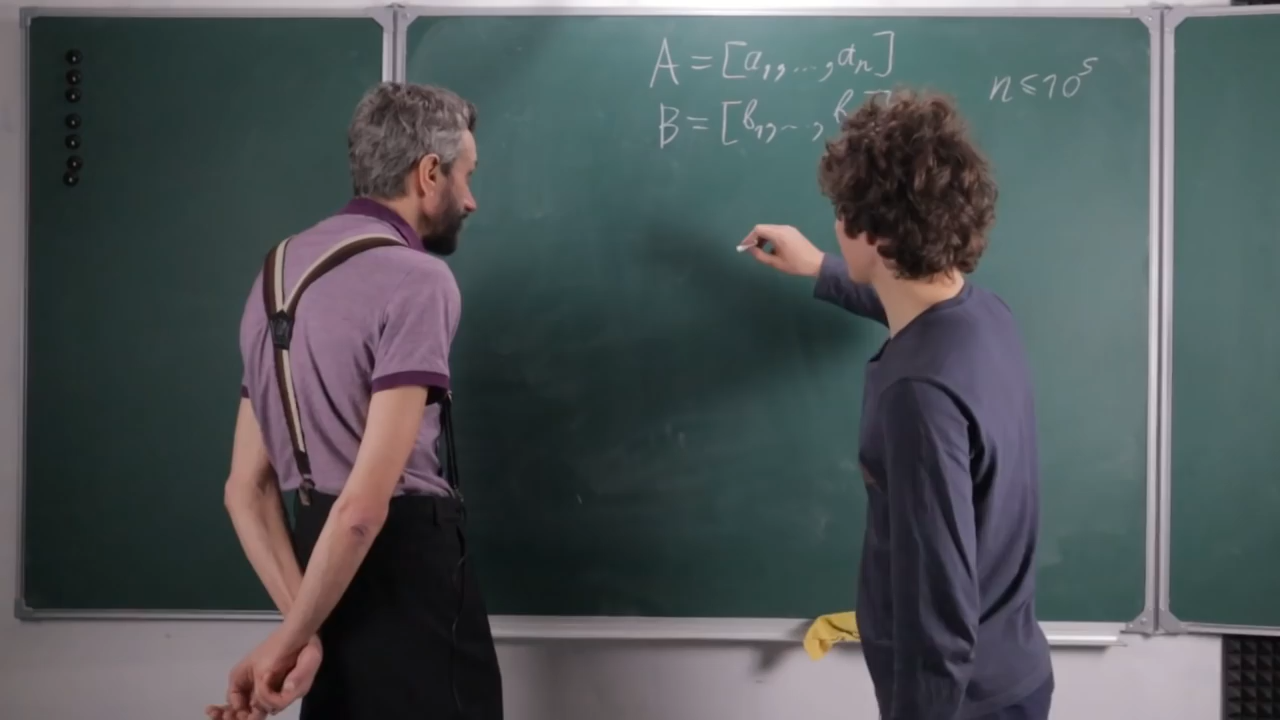 A = [a₁, ..., aₙ]
n ≤ 10⁵
B = [b₁, ..., b